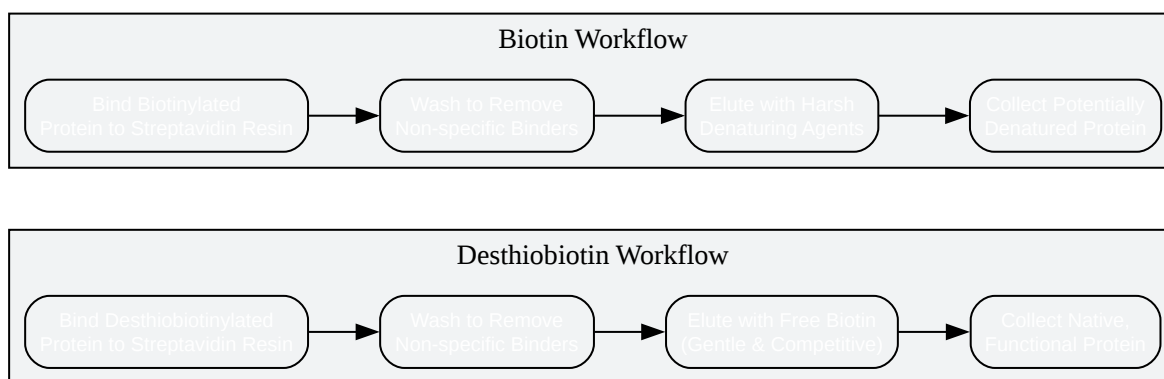 Biotin Workflow
Bind Biotinylated
Protein to Streptavidin Resin
Wash to Remove
Non-specific Binders
Elute with Harsh
Denaturing Agents
Collect Potentially
Denatured Protein
Desthiobiotin Workflow
Bind Desthiobiotinylated
Protein to Streptavidin Resin
Wash to Remove
Non-specific Binders
Elute with Free Biotin
(Gentle & Competitive)
Collect Native,
Functional Protein